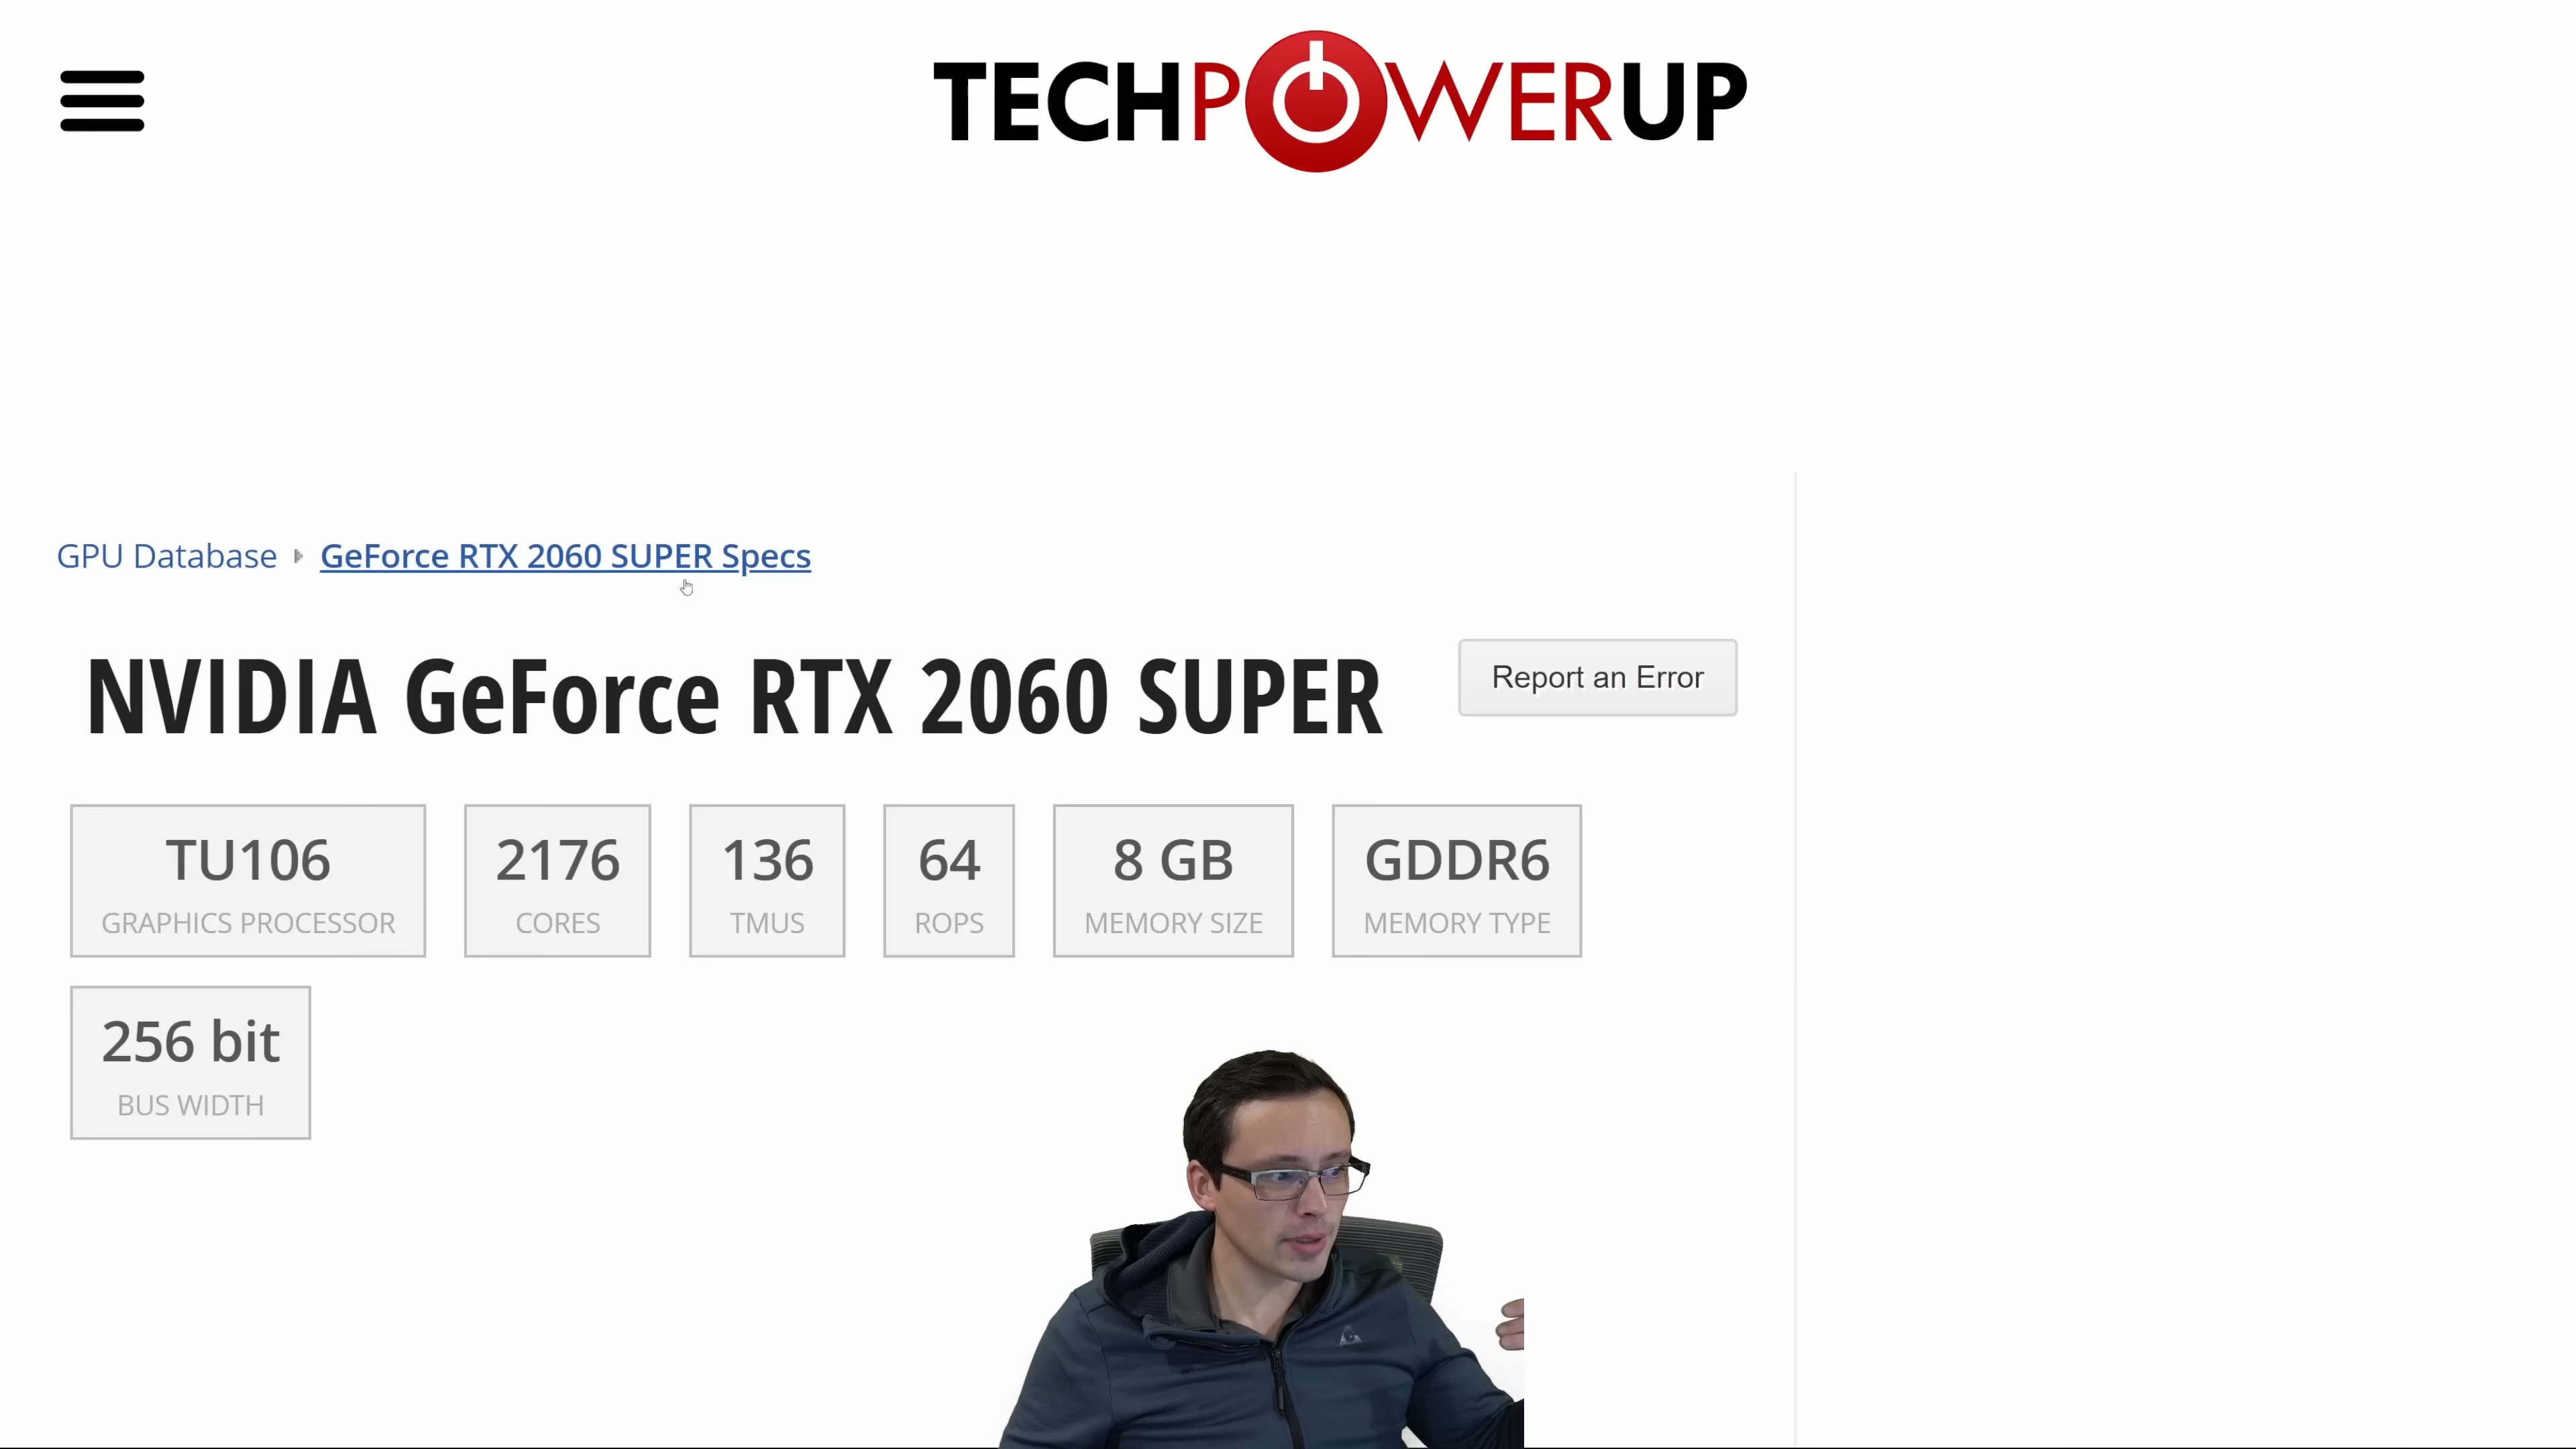 TECHPOWERUP
GPU Database GeForce RTX 2060 SUPER Specs
NVIDIA GeForce RTX 2060 SUPER
Report an Error
TU106
GRAPHICS PROCESSOR
2176
CORES
136
TMUS
64
ROPS
8 GB
MEMORY SIZE
GDDR6
MEMORY TYPE
256 bit
BUS WIDTH